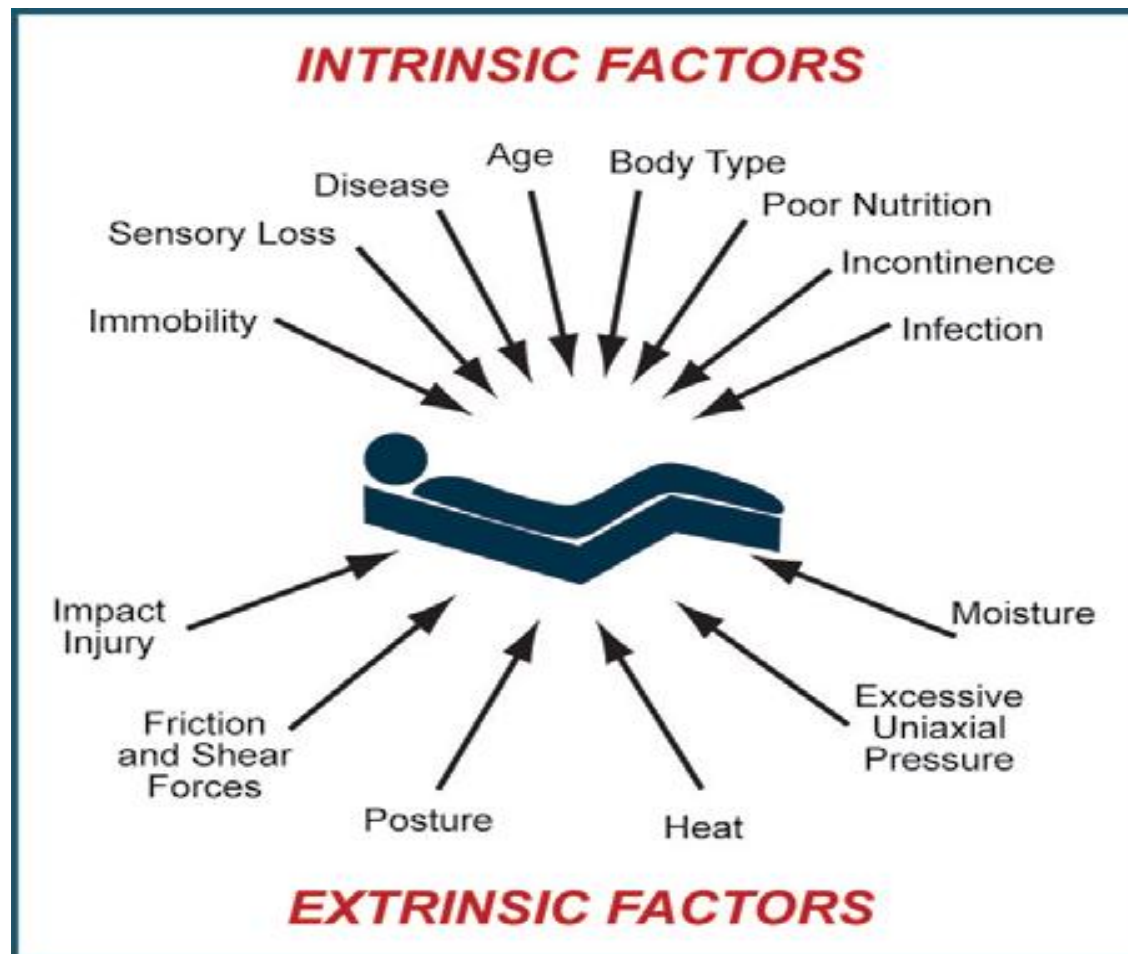 INTRINSIC FACTORS
Age
Body Type
Disease
Poor Nutrition
Sensory Loss
Incontinence
Immobility
Infection
Impact
Injury
Moisture
Friction
and Shear
Forces
Excessive
Uniaxial
Pressure
Posture
Heat
EXTRINSIC FACTORS